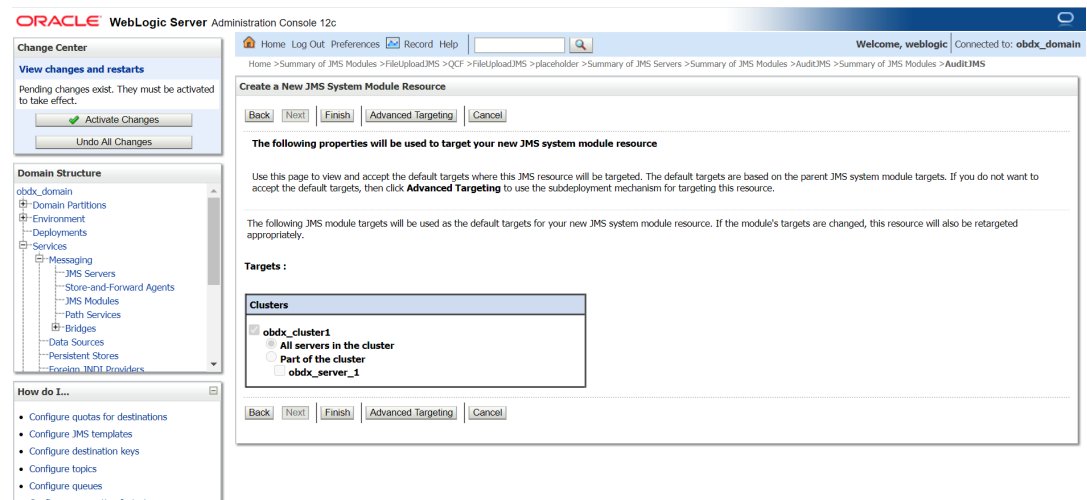 ORACLE WebLogic Server Administration Console 12c
Change Center
View changes and restarts
Pending changes exist. They must be activated
to take effect.
Activate Changes
Undo All Changes
Domain Structure
obdx_domain
Domain Partitions
Environment
Deployments
Services
Messaging
JMS Servers
Store-and-Forward Agents
JMS Modules
Path Services
Bridges
Data Sources
Persistent Stores
Foreign JNDI Providers
How do I...
Configure quotas for destinations
Configure JMS templates
Configure destination keys
Configure topics
Configure queues
Home Log Out Preferences Record Help
Welcome, weblogic Connected to: obdx_domain
Home >Summary of JMS Modules >FileUploadJMS >QCF >FileUploadJMS >placeholder >Summary of JMS Servers >Summary of JMS Modules >AuditJMS >Summary of JMS Modules >AuditJMS
Create a New JMS System Module Resource
Back Next Finish Advanced Targeting Cancel
The following properties will be used to target your new JMS system module resource
Use this page to view and accept the default targets where this JMS resource will be targeted. The default targets are based on the parent JMS system module targets. If you do not want to
accept the default targets, then click Advanced Targeting to use the subdeployment mechanism for targeting this resource.
The following JMS module targets will be used as the default targets for your new JMS system module resource. If the module's targets are changed, this resource will also be retargeted
appropriately.
Targets :
Clusters
obdx_cluster1
All servers in the cluster
Part of the cluster
obdx_server_1
Back Next Finish Advanced Targeting Cancel